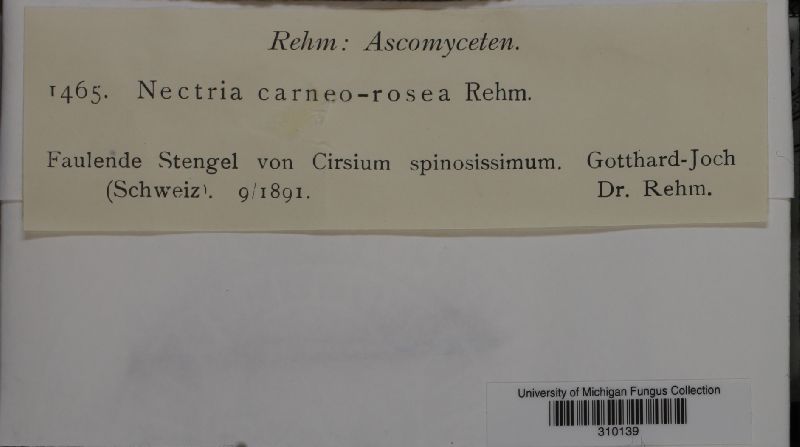 Rehm: Ascomyceten.
1465. Nectria carneo-rosea Rehm.
Faulende Stengel von Cirsium spinosissimum. Gotthard-Joch
(Schweiz). 9/1891. Dr. Rehm.
University of Michigan Fungus Collection
310139